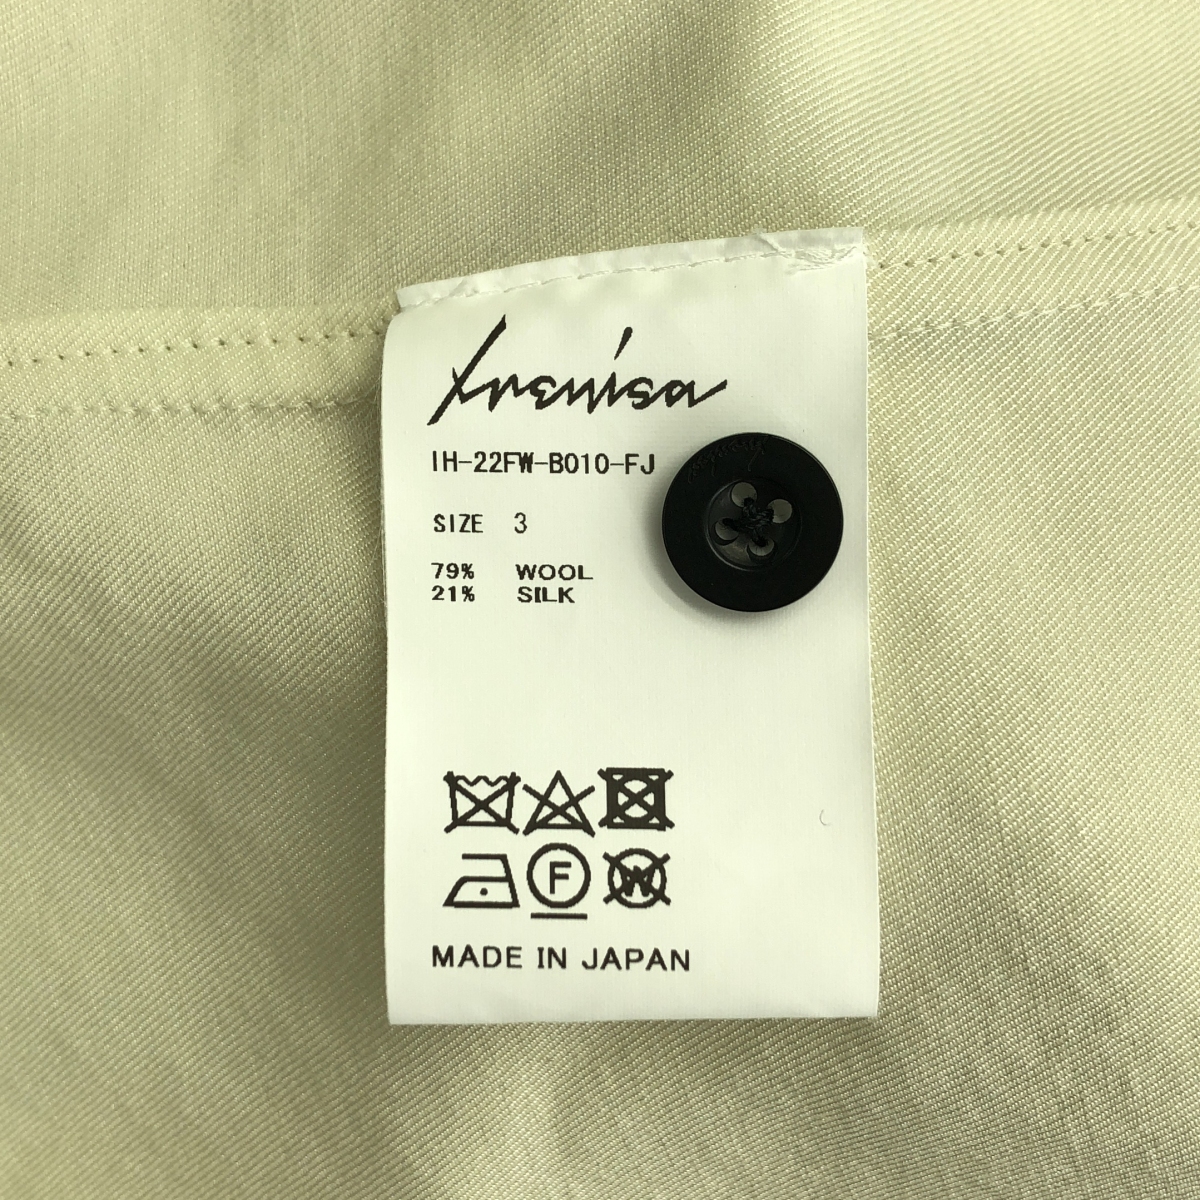 Irenisa
IH-22FW-B010-FJ
SIZE 3
79% WOOL
21% SILK
F
W
MADE IN JAPAN